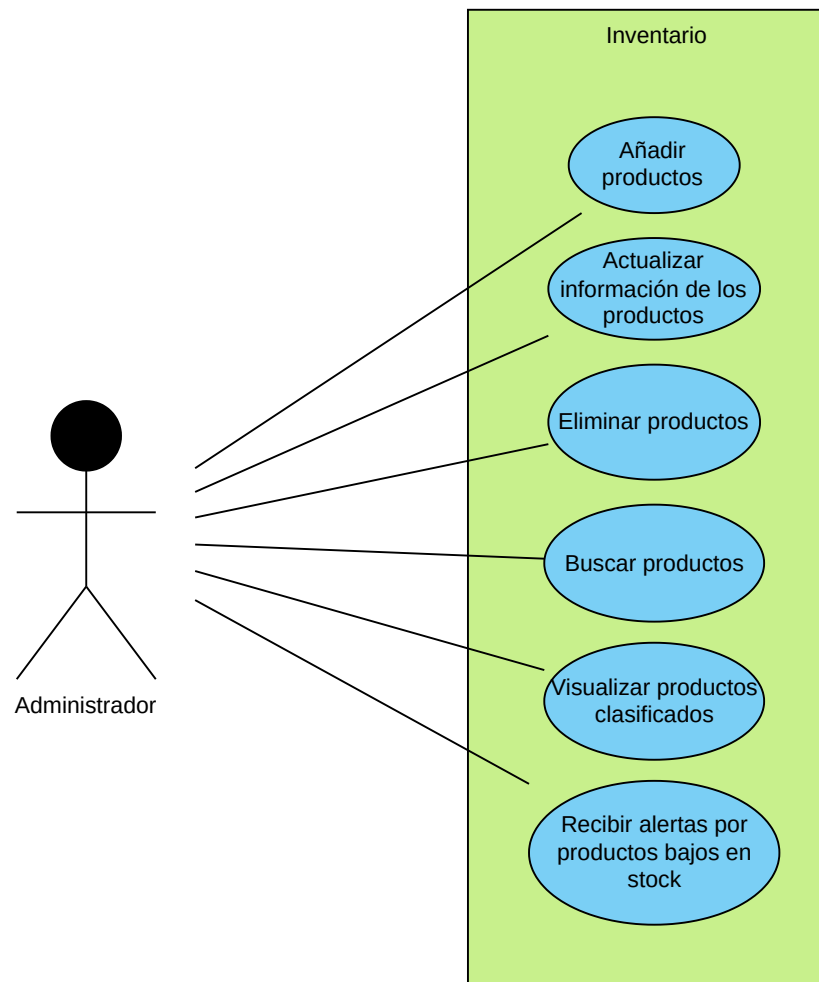 Inventario
Añadir
productos
Actualizar
información de los
productos
Eliminar productos
Buscar productos
Visualizar productos
clasificados
Administrador
Recibir alertas por
productos bajos en
stock